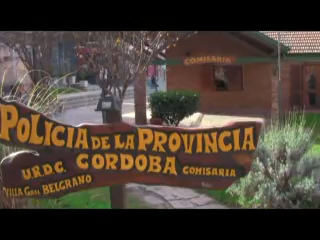 COMISARIA
POLICIA DE LA PROVINCIA
U.R.D.C. CORDOBA COMISARIA
VILLA GRAL BELGRANO